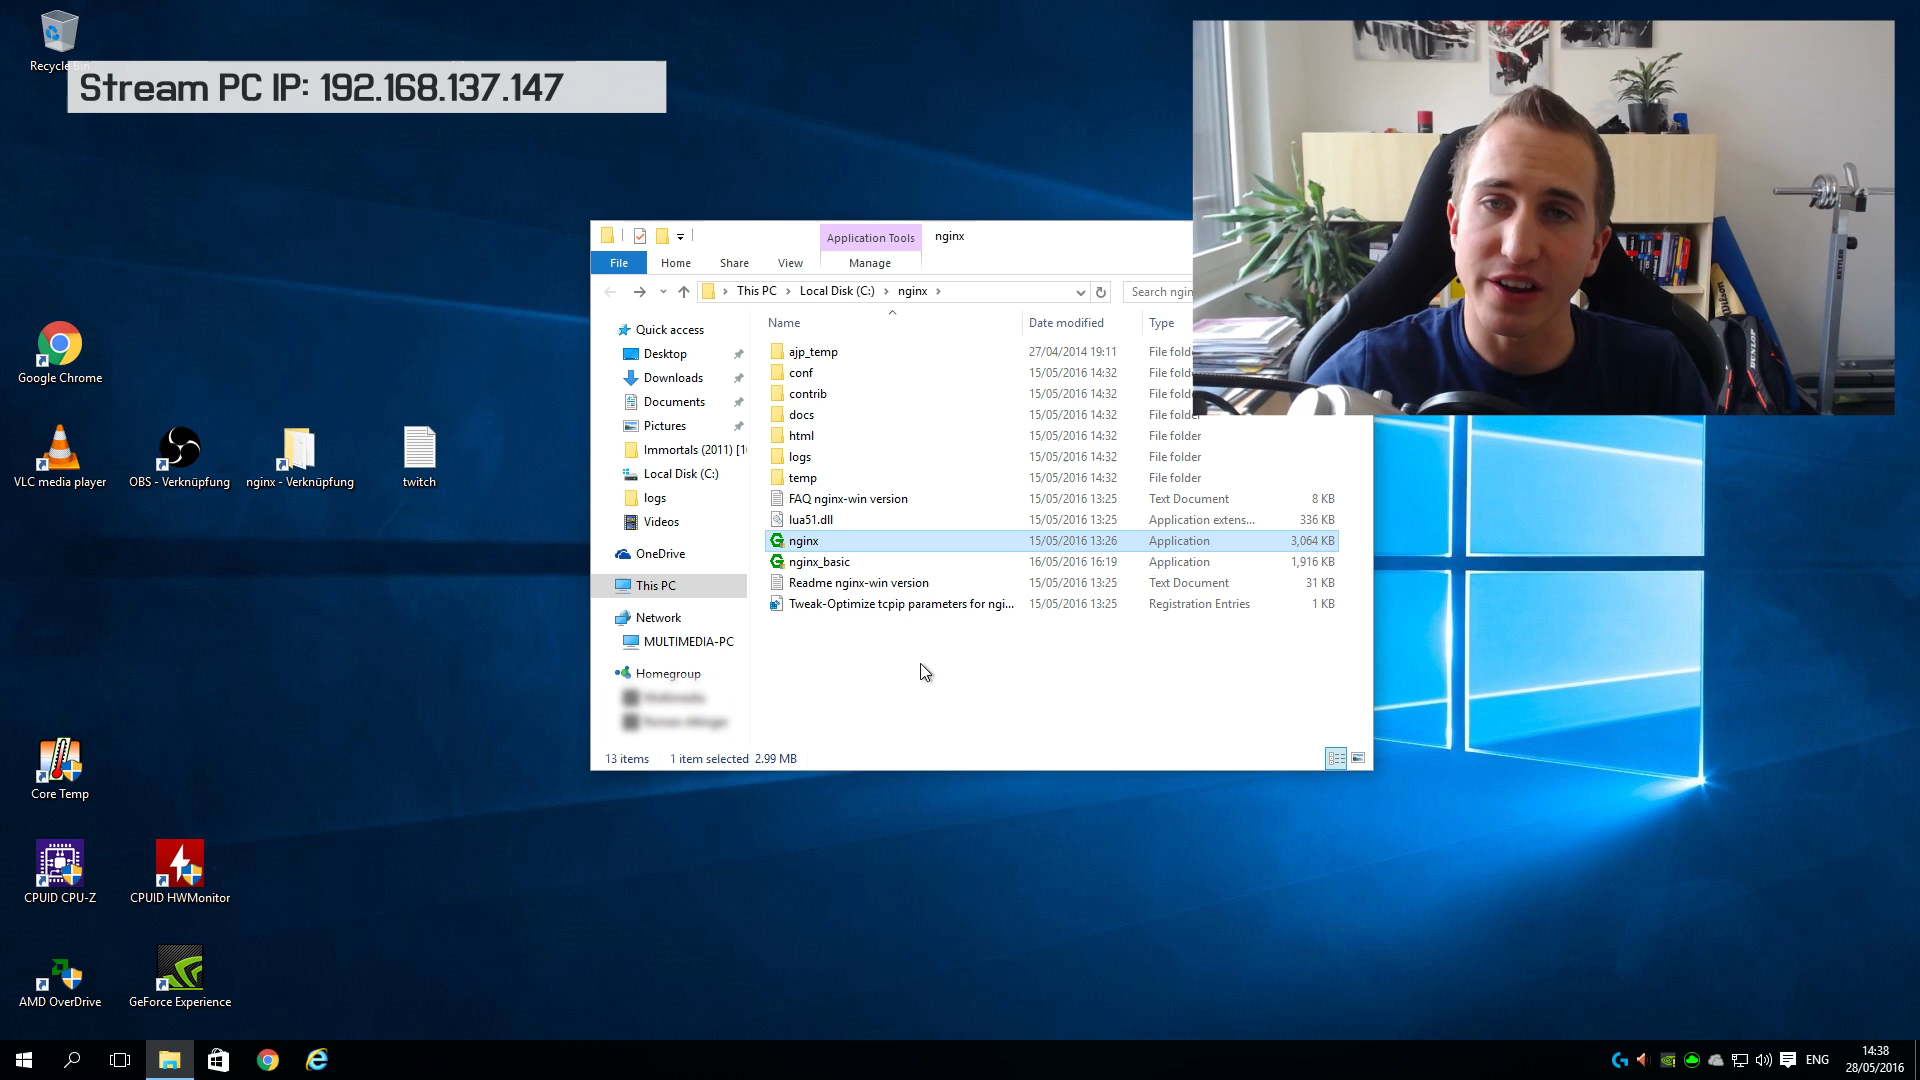 Recycle Bin
Stream PC IP: 192.168.137.147
Application Tools
nginx
File
Home
Share
View
Manage
This PC
Local Disk (C:)
nginx
Search ngin
Name
Date modified
Type
Quick access
Desktop
Downloads
Documents
Pictures
Immortals (2011) [1
Local Disk (C:)
logs
Videos
OneDrive
This PC
Network
MULTIMEDIA-PC
Homegroup
ajp_temp 27/04/2014 19:11 File fold
conf 15/05/2016 14:32 File fold
contrib 15/05/2016 14:32 File fold
docs 15/05/2016 14:32 File folder
html 15/05/2016 14:32 File folder
logs 15/05/2016 14:32 File folder
temp 15/05/2016 14:32 File folder
FAQ nginx-win version 15/05/2016 13:25 Text Document 8 KB
lua51.dll 15/05/2016 13:25 Application extens... 336 KB
nginx 15/05/2016 13:26 Application 3,064 KB
nginx_basic 16/05/2016 16:19 Application 1,916 KB
Readme nginx-win version 15/05/2016 13:25 Text Document 31 KB
Tweak-Optimize tcpip parameters for ngi... 15/05/2016 13:25 Registration Entries 1 KB
13 items 1 item selected 2.99 MB
Google Chrome
VLC media player
OBS - Verknüpfung
nginx - Verknüpfung
twitch
Core Temp
CPUID CPU-Z
CPUID HWMonitor
AMD OverDrive
GeForce Experience
KETTLER
Wilson
DUNLOP
ENG
14:38
28/05/2016